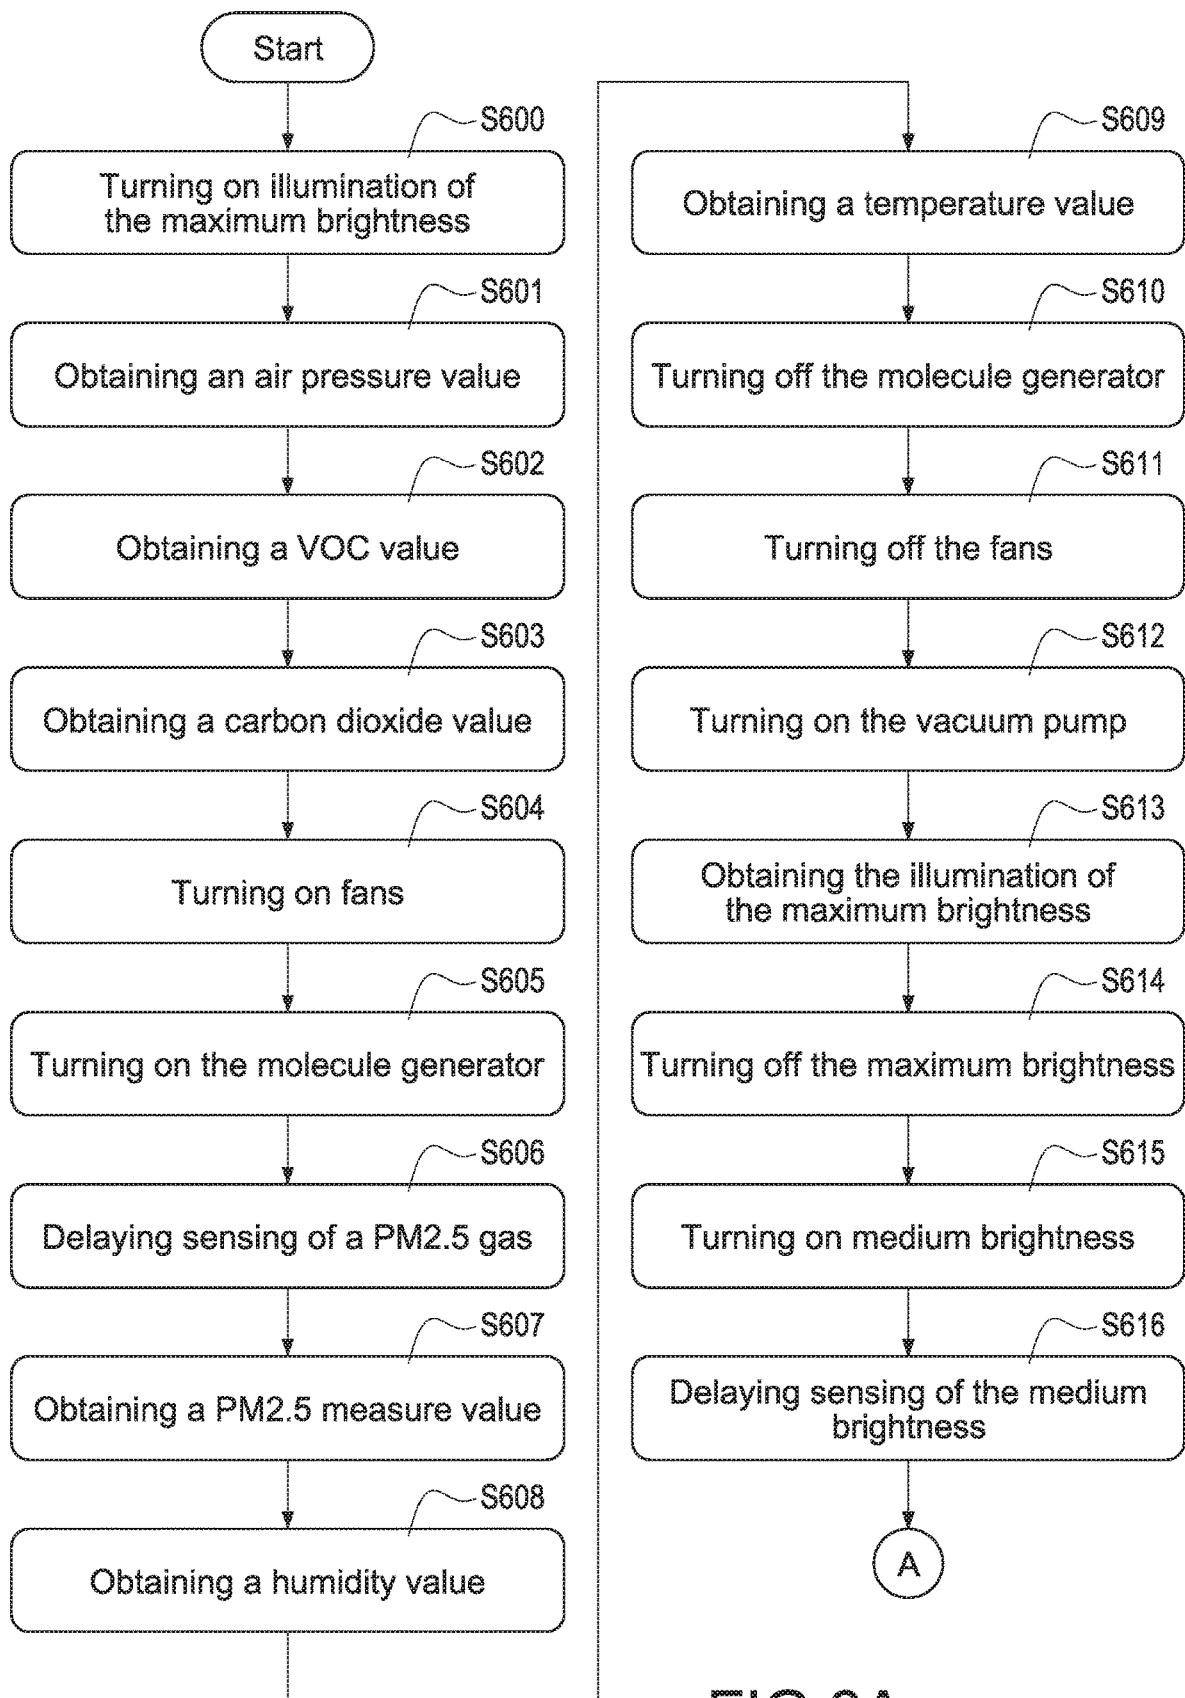 Start
S600
Turning on illumination of
the maximum brightness
S601
Obtaining an air pressure value
S602
Obtaining a VOC value
S603
Obtaining a carbon dioxide value
S604
Turning on fans
S605
Turning on the molecule generator
S606
Delaying sensing of a PM2.5 gas
S607
Obtaining a PM2.5 measure value
S608
Obtaining a humidity value
S609
Obtaining a temperature value
S610
Turning off the molecule generator
S611
Turning off the fans
S612
Turning on the vacuum pump
S613
Obtaining the illumination of
the maximum brightness
S614
Turning off the maximum brightness
S615
Turning on medium brightness
S616
Delaying sensing of the medium
brightness
A